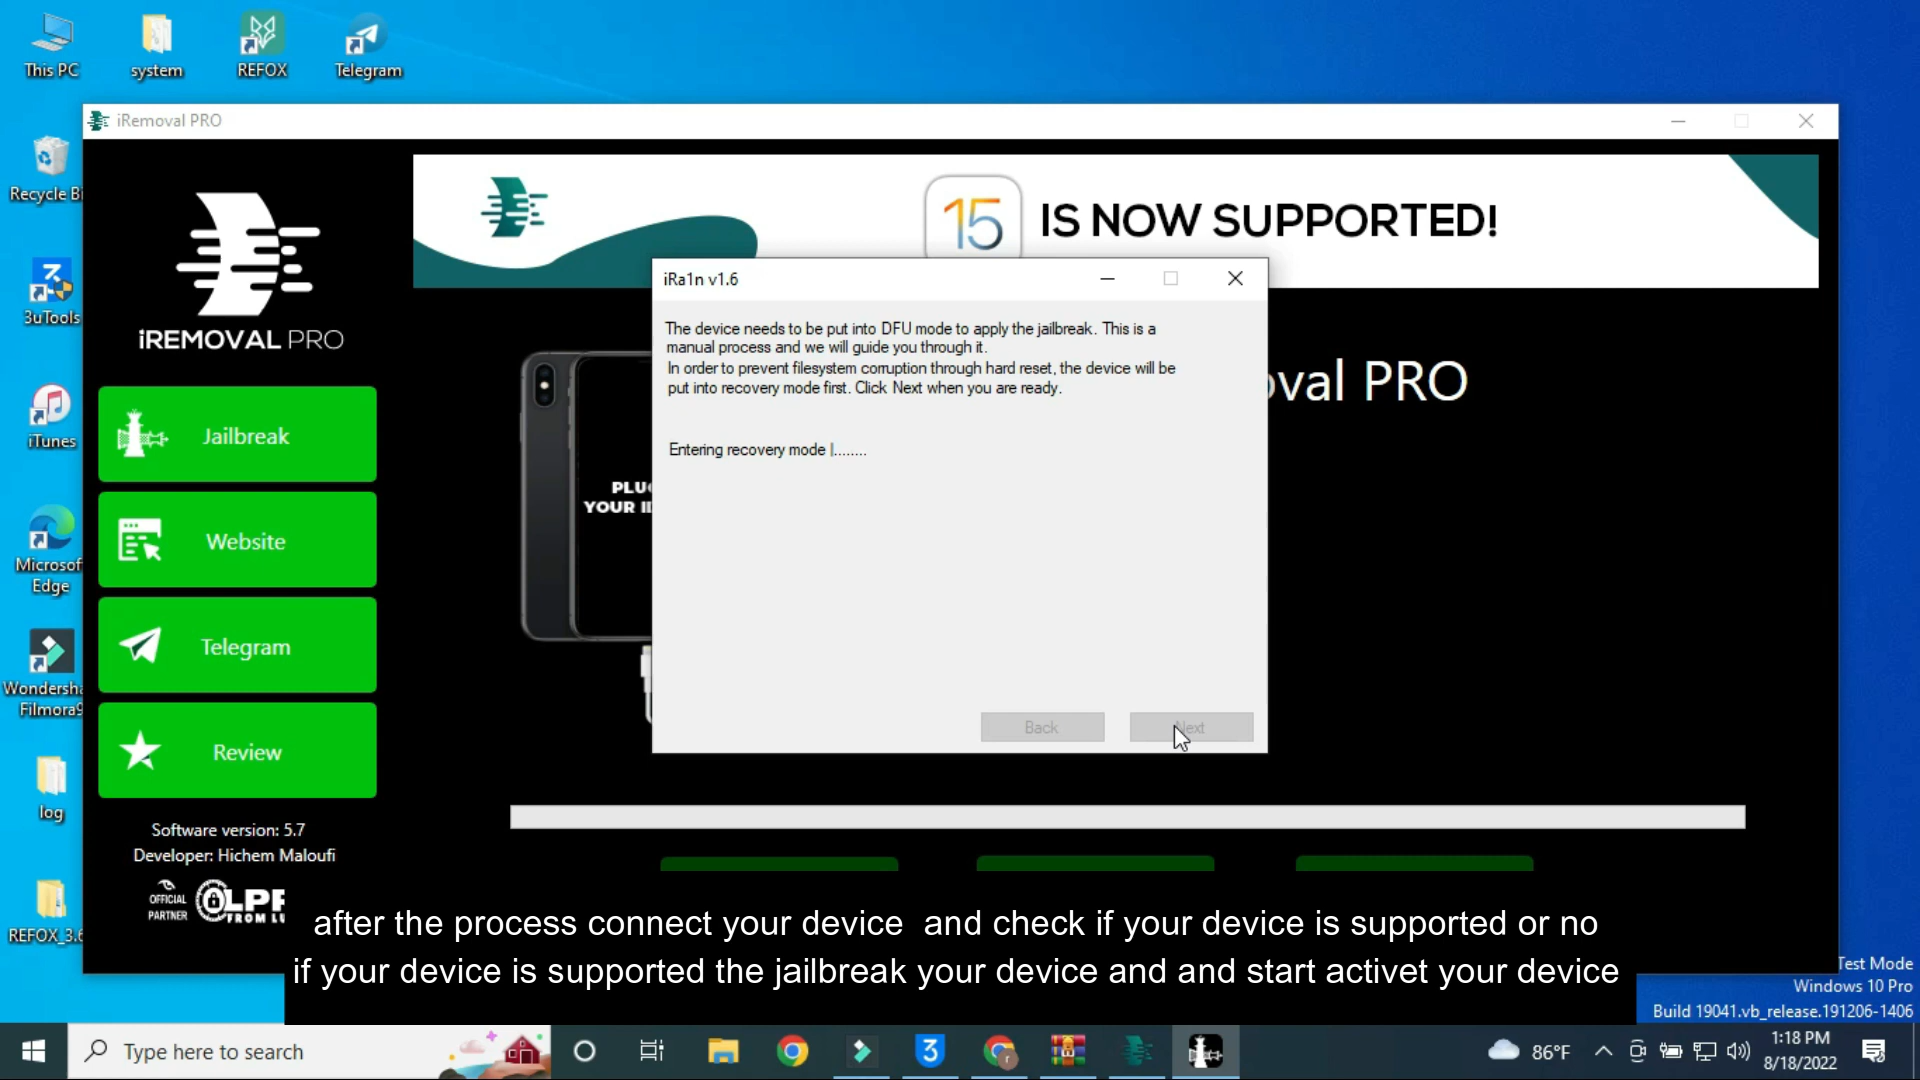 This PC
system
REFOX
Telegram
iRemoval PRO
Recycle Bi
15 IS NOW SUPPORTED!
iRa1n v1.6
3uTools
The device needs to be put into DFU mode to apply the jailbreak. This is a
manual process and we will guide you through it.
In order to prevent filesystem corruption through hard reset, the device will be
put into recovery mode first. Click Next when you are ready.
iREMOVAL PRO
oval PRO
Jailbreak
iTunes
Entering recovery mode |........
PLU
YOUR I
Website
Microsof
Edge
Telegram
Wondersha
Filmora9
Back
Next
Review
log
Software version: 5.7
Developer: Hichem Maloufi
OFFICIAL
PARTNER
LPF
FROM LU
REFOX_3.6
after the process connect your device and check if your device is supported or no
if your device is supported the jailbreak your device and and start activet your device
Test Mode
Windows 10 Pro
Build 19041.vb_release.191206-1406
Type here to search
3
r
86°F
1:18 PM
8/18/2022